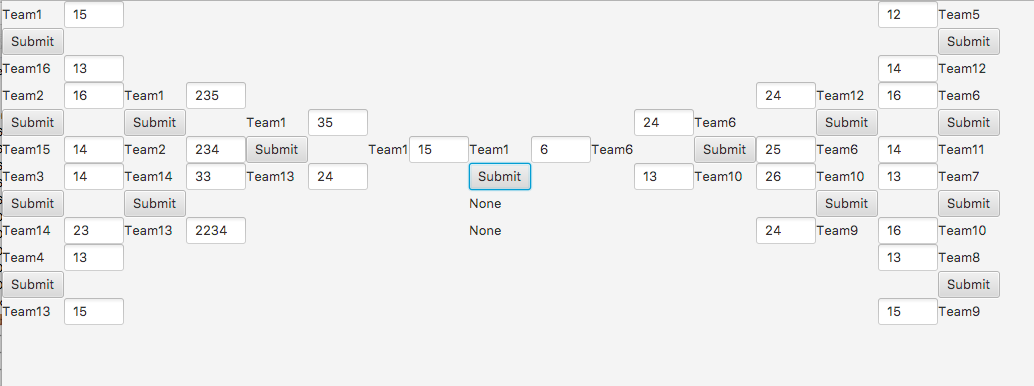 Team1 15 12 Team5
Submit Submit
Team16 13 14 Team12
Team2 16 Team1 235 24 Team12 16 Team6
Submit Submit Team1 35 24 Team6 Submit Submit
Team15 14 Team2 234 Submit Team1 15 Team1 6 Team6 Submit 25 Team6 14 Team11
Team3 14 Team14 33 Team13 24 Submit 13 Team10 26 Team10 13 Team7
Submit Submit None Submit Submit
Team14 23 Team13 2234 None 24 Team9 16 Team10
Team4 13 13 Team8
Submit Submit
Team13 15 15 Team9